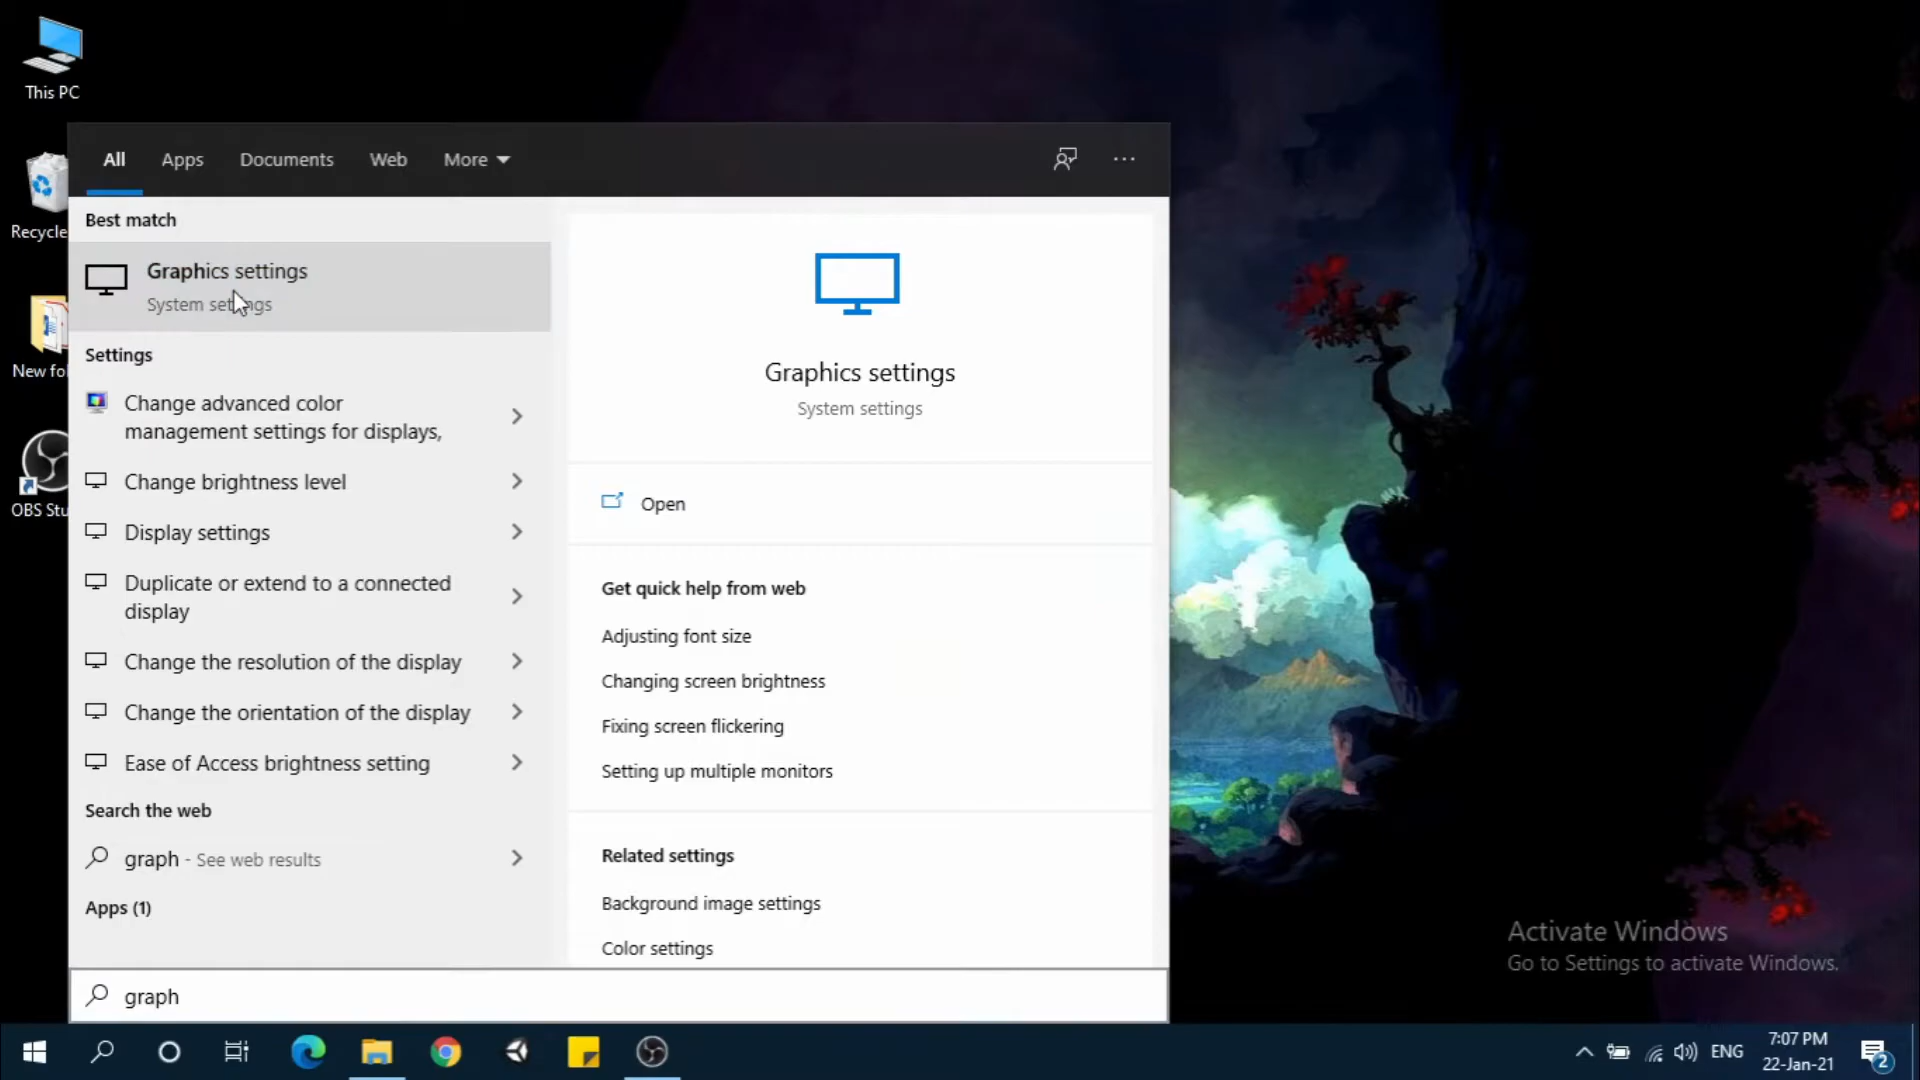 This PC
Recycle
New fol
OBS Stu
All Apps Documents Web More
Best match
Graphics settings
System settings
Settings
Change advanced color
management settings for displays,
Change brightness level
Display settings
Duplicate or extend to a connected
display
Change the resolution of the display
Change the orientation of the display
Ease of Access brightness setting
Search the web
graph - See web results
Apps (1)
Graphics settings
System settings
Open
Get quick help from web
Adjusting font size
Changing screen brightness
Fixing screen flickering
Setting up multiple monitors
Related settings
Background image settings
Color settings
graph
Activate Windows
Go to Settings to activate Windows.
ENG
7:07 PM
22-Jan-21
2